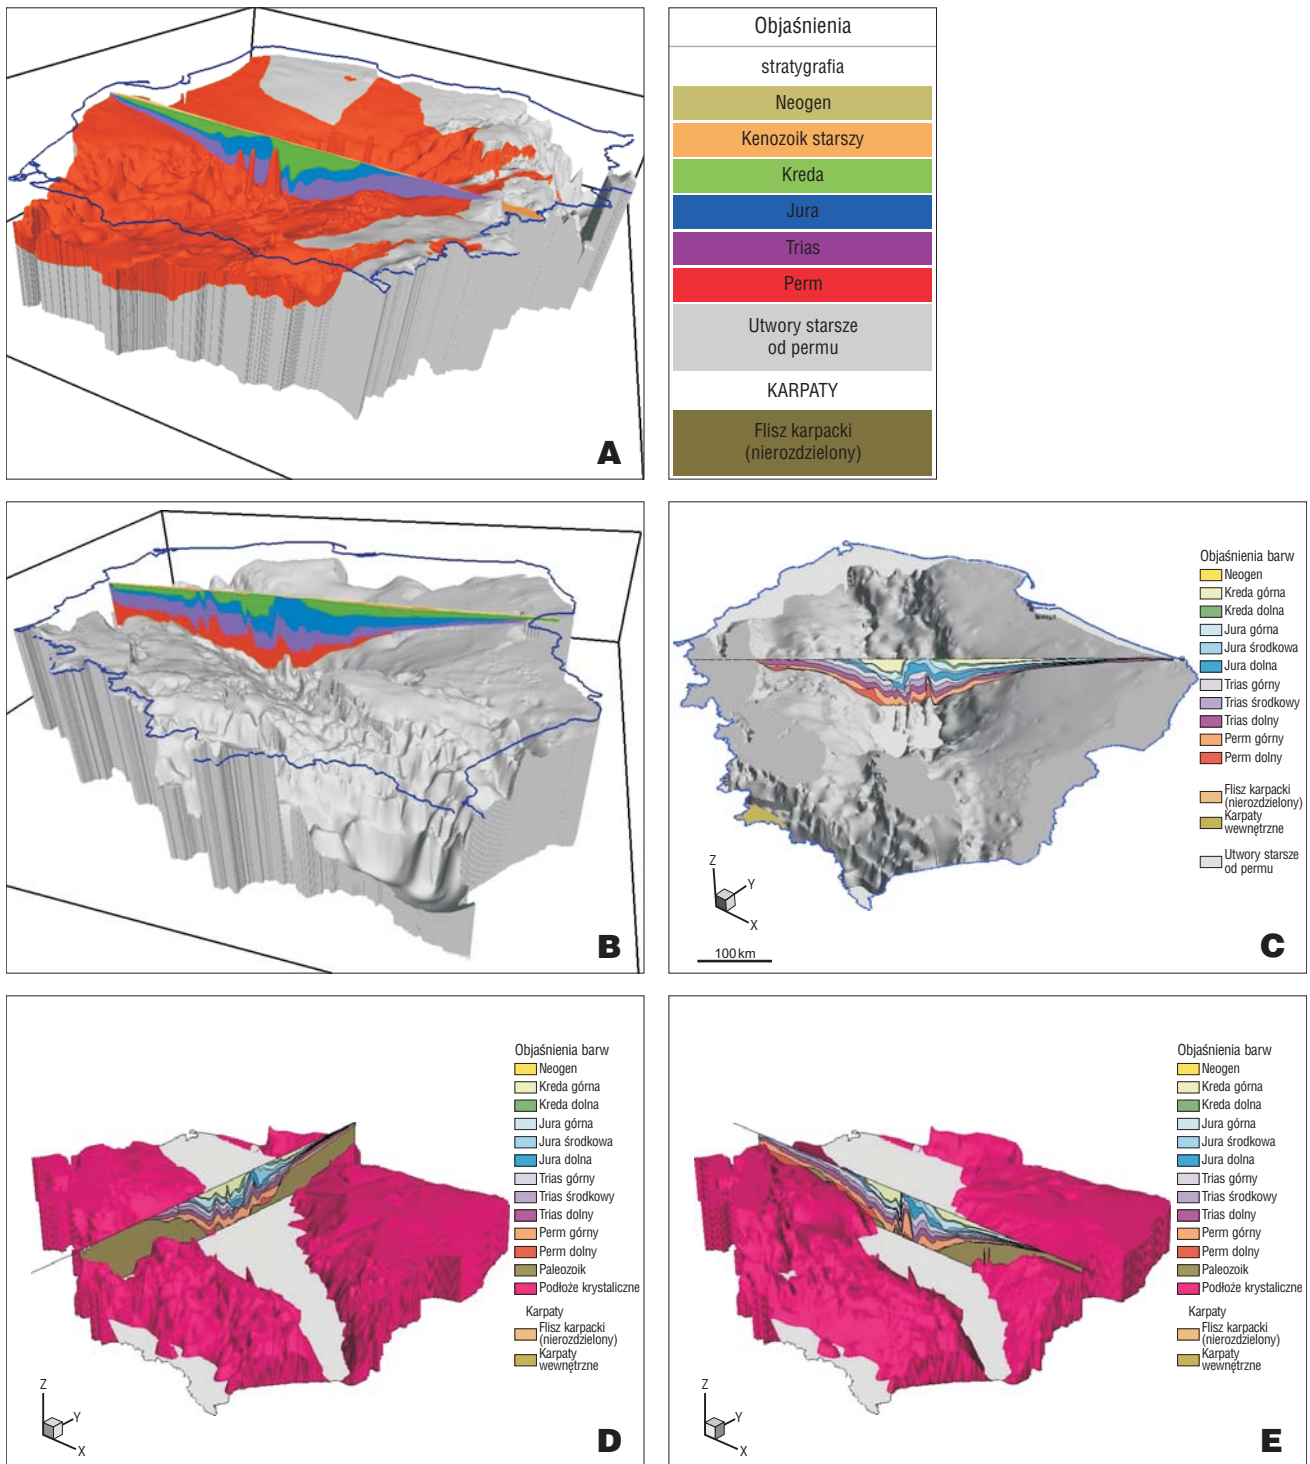 Objaśnienia
stratygrafia
Neogen
Kenozoik starszy
Kreda
Jura
Trias
Perm
Utwory starsze
od permu
KARPATY
Flisz karpacki
(nierozdzielony)
A
B
Objaśnienia barw
Neogen
Kreda górna
Kreda dolna
Jura górna
Jura środkowa
Jura dolna
Trias górny
Trias środkowy
Trias dolny
Perm górny
Perm dolny
Flisz karpacki
(nierozdzielony)
Karpaty
wewnętrzne
Utwory starsze
od permu
Z
Y
X
100 km
C
Objaśnienia barw
Neogen
Kreda górna
Kreda dolna
Jura górna
Jura środkowa
Jura dolna
Trias górny
Trias środkowy
Trias dolny
Perm górny
Perm dolny
Paleozoik
Podłoże krystaliczne
Karpaty
Flisz karpacki
(nierozdzielony)
Karpaty
wewnętrzne
Z
Y
X
D
Objaśnienia barw
Neogen
Kreda górna
Kreda dolna
Jura górna
Jura środkowa
Jura dolna
Trias górny
Trias środkowy
Trias dolny
Perm górny
Perm dolny
Paleozoik
Podłoże krystaliczne
Karpaty
Flisz karpacki
(nierozdzielony)
Karpaty
wewnętrzne
Z
Y
X
E